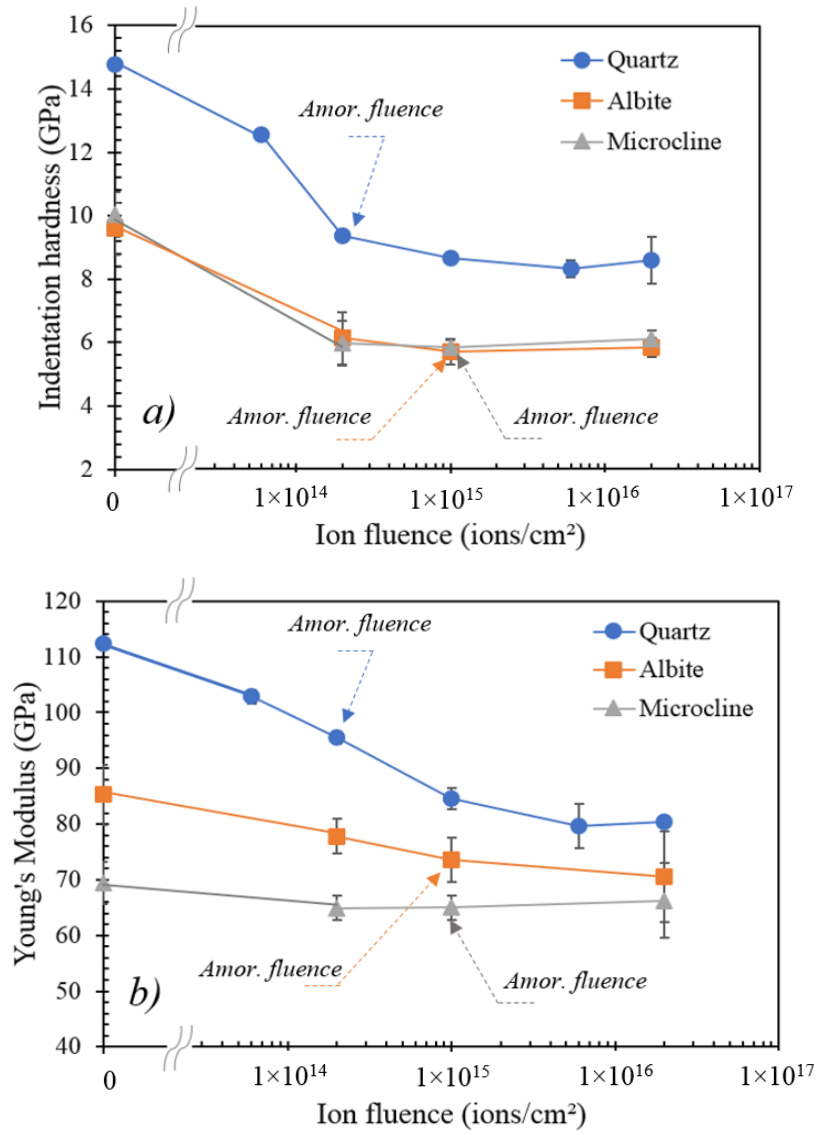 16
14
12
10
8
6
4
2
Indentation hardness (GPa)
Quartz
Albite
Microcline
Amor. fluence
Amor. fluence
Amor. fluence
a)
0
1×10¹⁴
1×10¹⁵
1×10¹⁶
1×10¹⁷
Ion fluence (ions/cm²)
120
110
100
90
80
70
60
50
40
Young's Modulus (GPa)
Quartz
Albite
Microcline
Amor. fluence
Amor. fluence
Amor. fluence
b)
0
1×10¹⁴
1×10¹⁵
1×10¹⁶
1×10¹⁷
Ion fluence (ions/cm²)